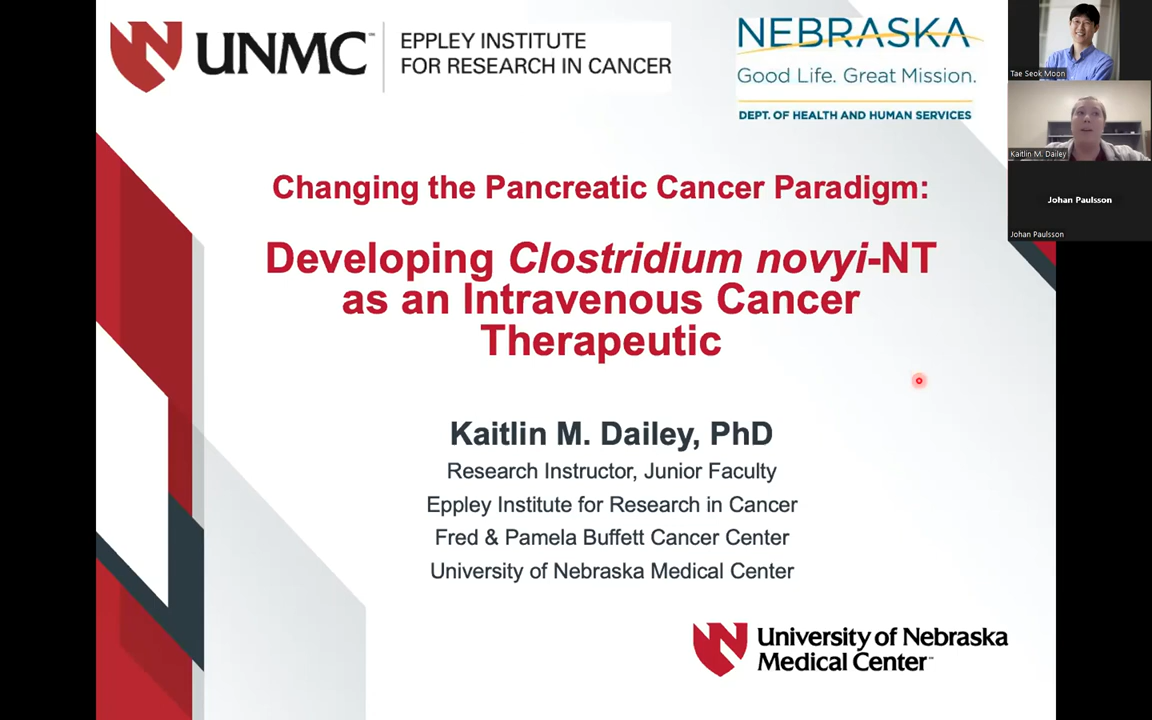 UNMC™
EPPLEY INSTITUTE
FOR RESEARCH IN CANCER
NEBRASKA
Good Life. Great Mission.
DEPT. OF HEALTH AND HUMAN SERVICES
Tae Seok Moon
Kaitlin M. Dailey
Johan Paulsson
Johan Paulsson
Changing the Pancreatic Cancer Paradigm:
Developing Clostridium novyi-NT
as an Intravenous Cancer
Therapeutic
Kaitlin M. Dailey, PhD
Research Instructor, Junior Faculty
Eppley Institute for Research in Cancer
Fred & Pamela Buffett Cancer Center
University of Nebraska Medical Center
University of Nebraska
Medical Center™